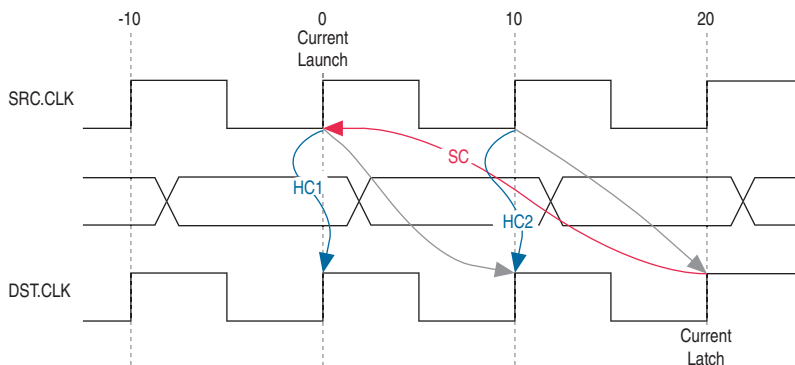 -10 0 10 20
Current
Launch
SRC.CLK
SC
HC1
HC2
DST.CLK
Current
Latch